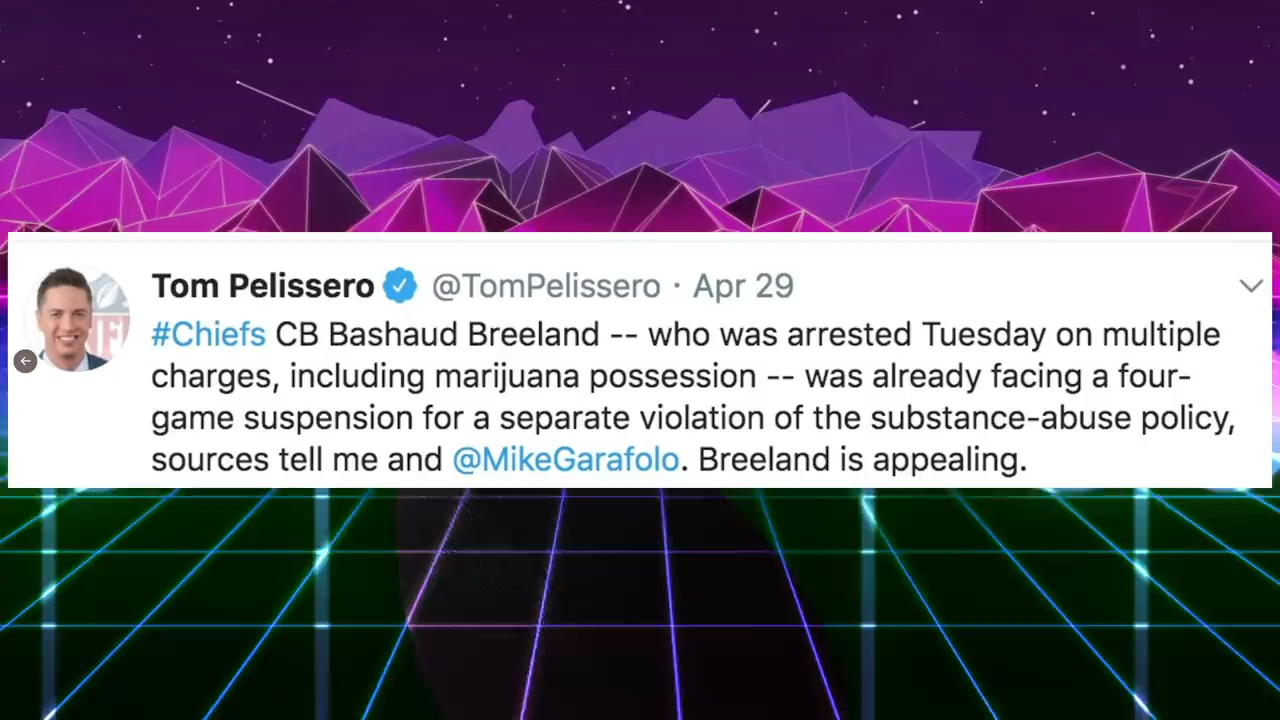 Tom Pelissero @TomPelissero · Apr 29
#Chiefs CB Bashaud Breeland -- who was arrested Tuesday on multiple
charges, including marijuana possession -- was already facing a four-
game suspension for a separate violation of the substance-abuse policy,
sources tell me and @MikeGarafolo. Breeland is appealing.